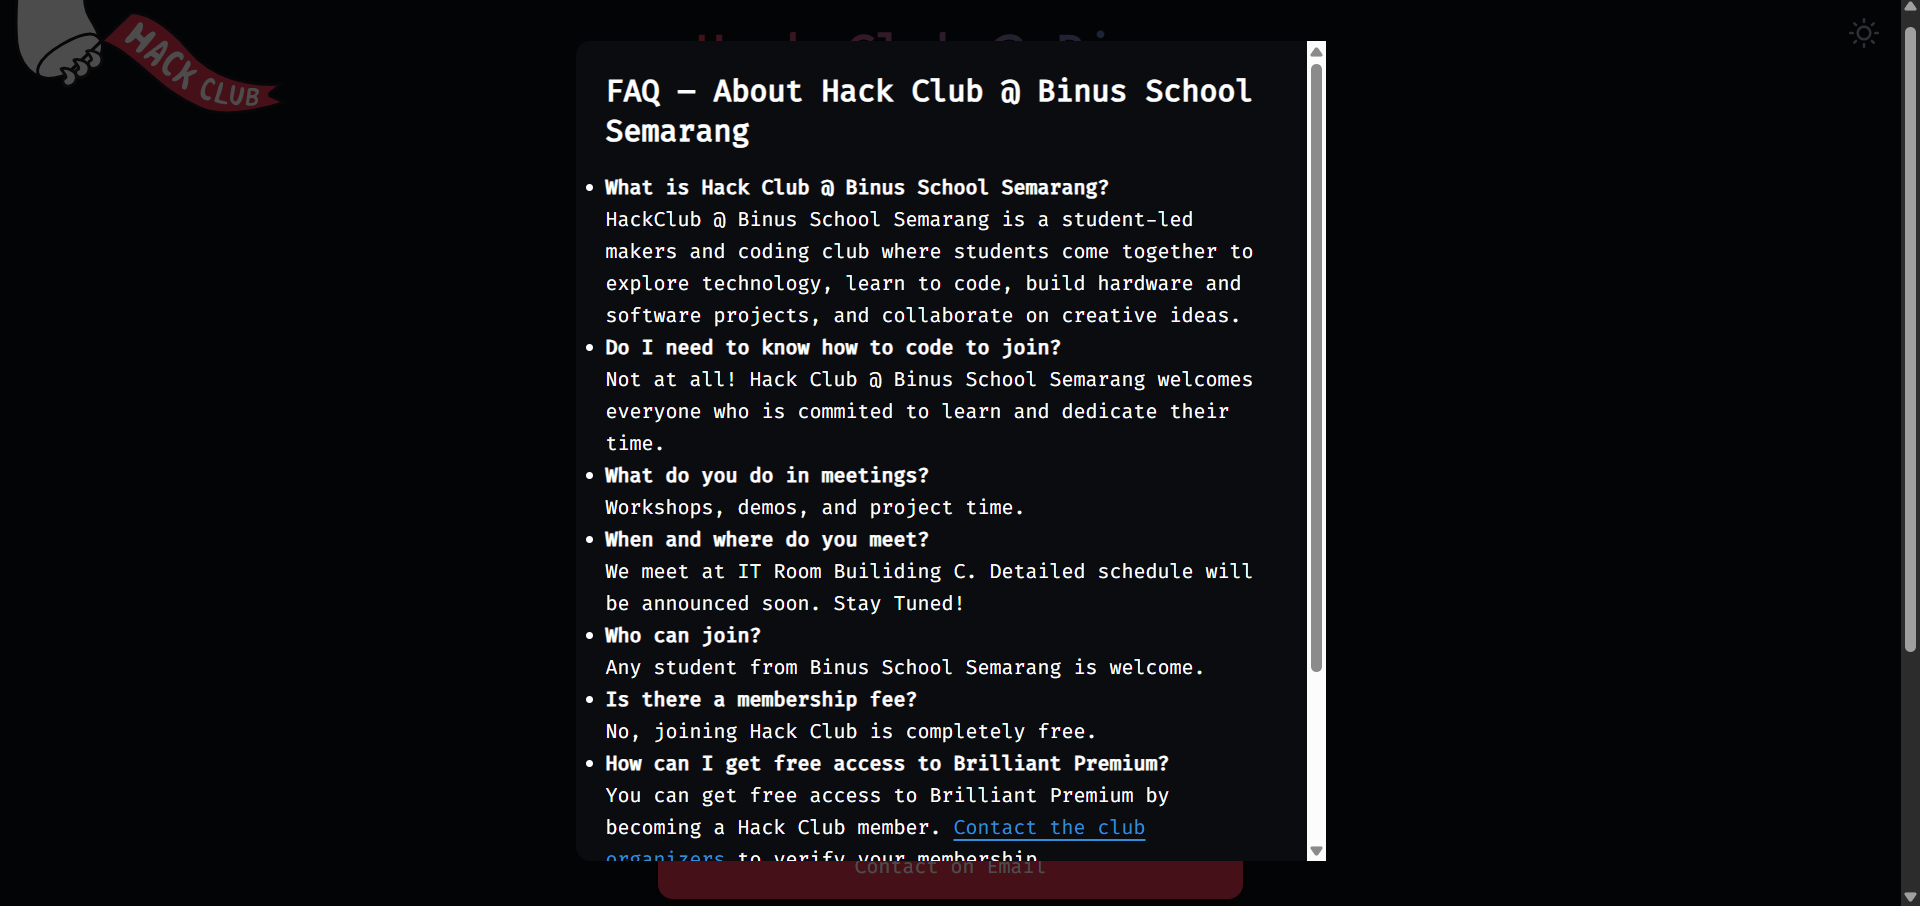 HACK CLUB
Hack Club @ Bin
FAQ – About Hack Club @ Binus School
Semarang
• What is Hack Club @ Binus School Semarang?
HackClub @ Binus School Semarang is a student-led
makers and coding club where students come together to
explore technology, learn to code, build hardware and
software projects, and collaborate on creative ideas.
• Do I need to know how to code to join?
Not at all! Hack Club @ Binus School Semarang welcomes
everyone who is commited to learn and dedicate their
time.
• What do you do in meetings?
Workshops, demos, and project time.
• When and where do you meet?
We meet at IT Room Builiding C. Detailed schedule will
be announced soon. Stay Tuned!
• Who can join?
Any student from Binus School Semarang is welcome.
• Is there a membership fee?
No, joining Hack Club is completely free.
• How can I get free access to Brilliant Premium?
You can get free access to Brilliant Premium by
becoming a Hack Club member. Contact the club
organizers to verify your membership
Contact on Email